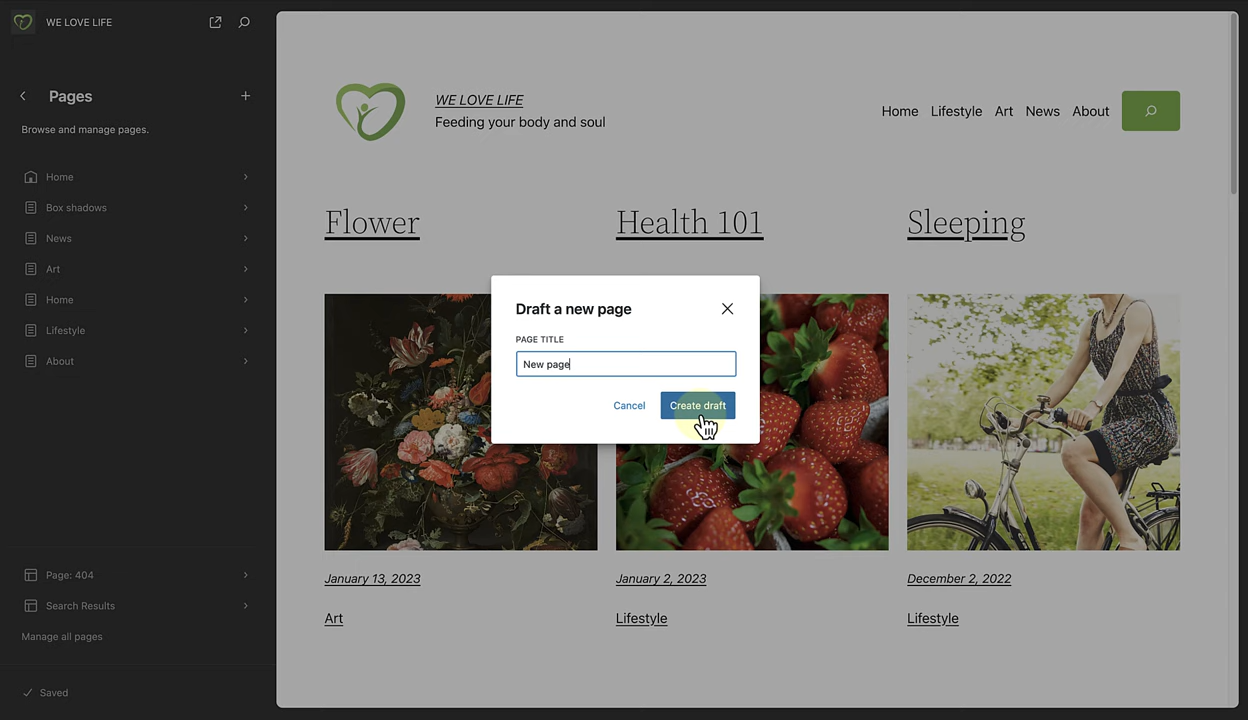 WE LOVE LIFE
Pages
Browse and manage pages.
Home
Box shadows
News
Art
Home
Lifestyle
About
Page: 404
Search Results
Manage all pages
Saved
WE LOVE LIFE
Feeding your body and soul
Home Lifestyle Art News About
Flower
Health 101
Sleeping
Draft a new page
PAGE TITLE
New page
Cancel Create draft
January 13, 2023
January 2, 2023
December 2, 2022
Art
Lifestyle
Lifestyle